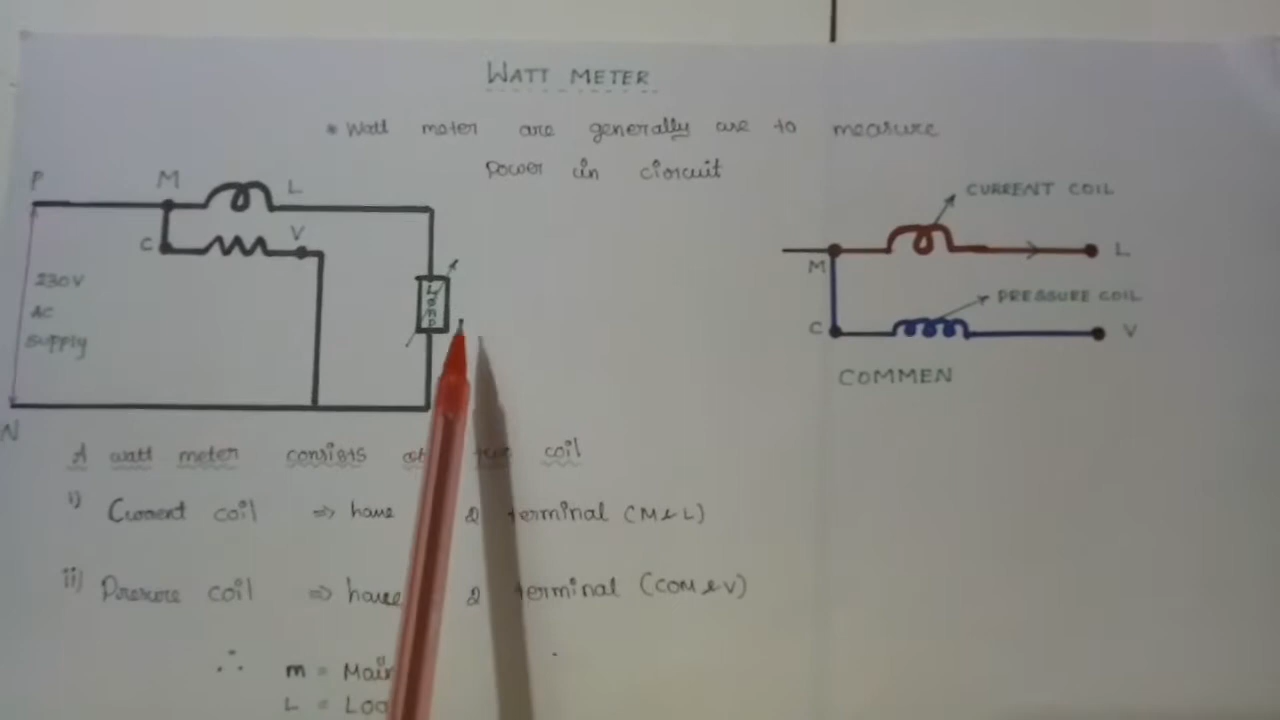 WATT METER
* Watt meter are generally are to measure
power in circuit
P M L
C V
230V
AC
supply
LOAD
N
CURRENT COIL
M L
PRESSURE COIL
C V
COMMEN
A watt meter consists of coil
i) Current coil ⇒ have 2 terminal (M & L)
ii) Pressure coil ⇒ have 2 terminal (COM & V)
∴ m = Main
L = Loa